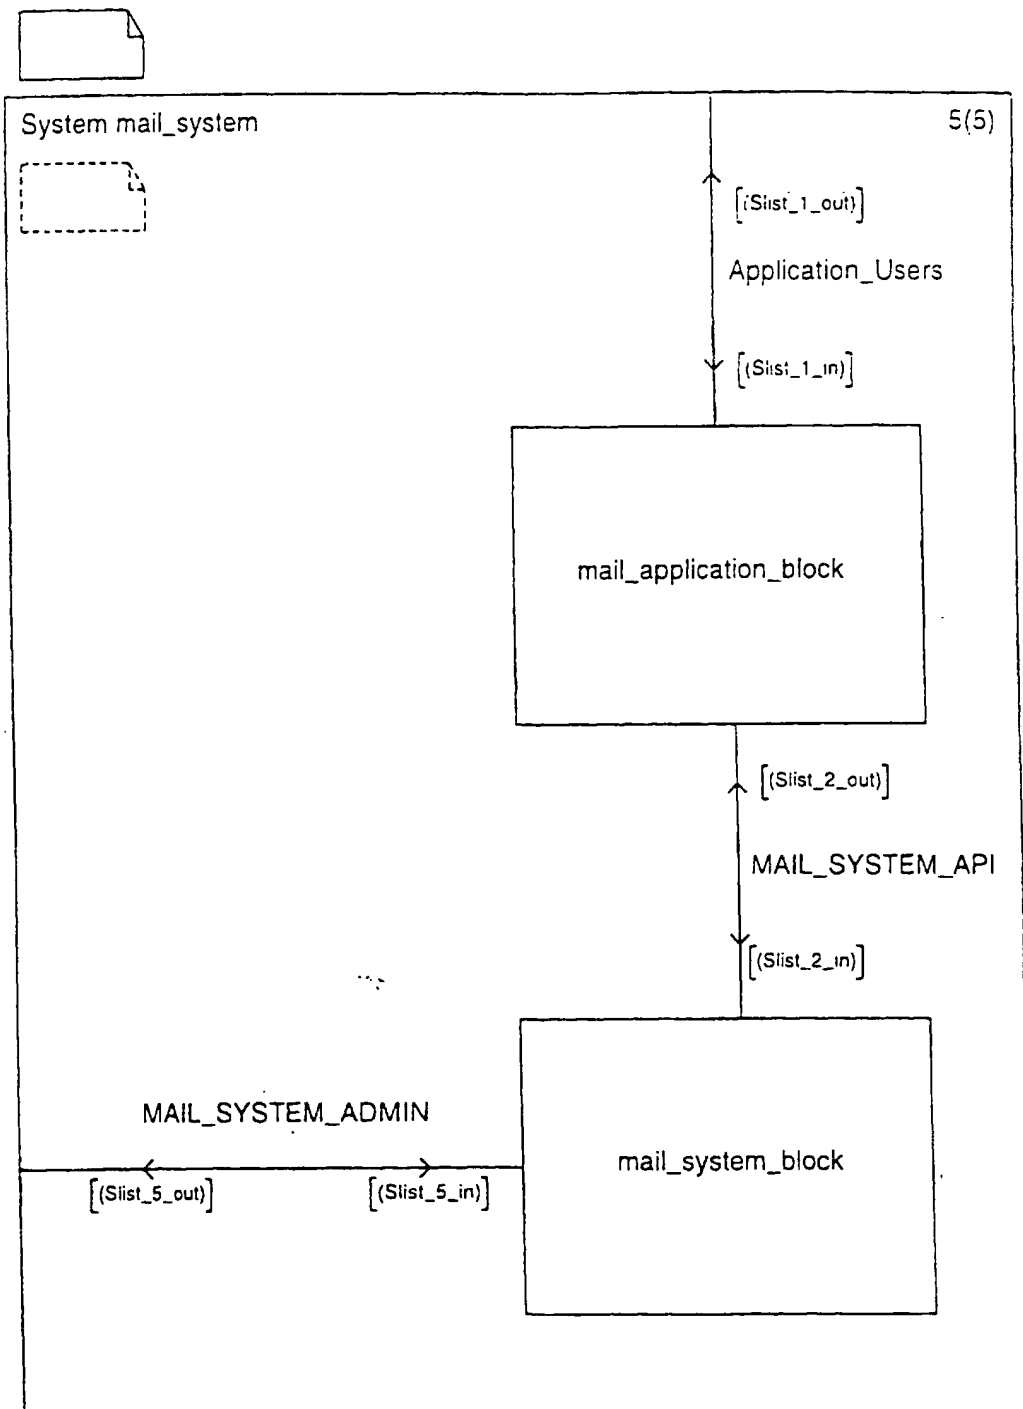 System mail_system
5(5)
[(Slist_1_out)]
Application_Users
[(Slist_1_in)]
mail_application_block
[(Slist_2_out)]
MAIL_SYSTEM_API
[(Slist_2_in)]
MAIL_SYSTEM_ADMIN
mail_system_block
[(Slist_5_out)]
[(Slist_5_in)]